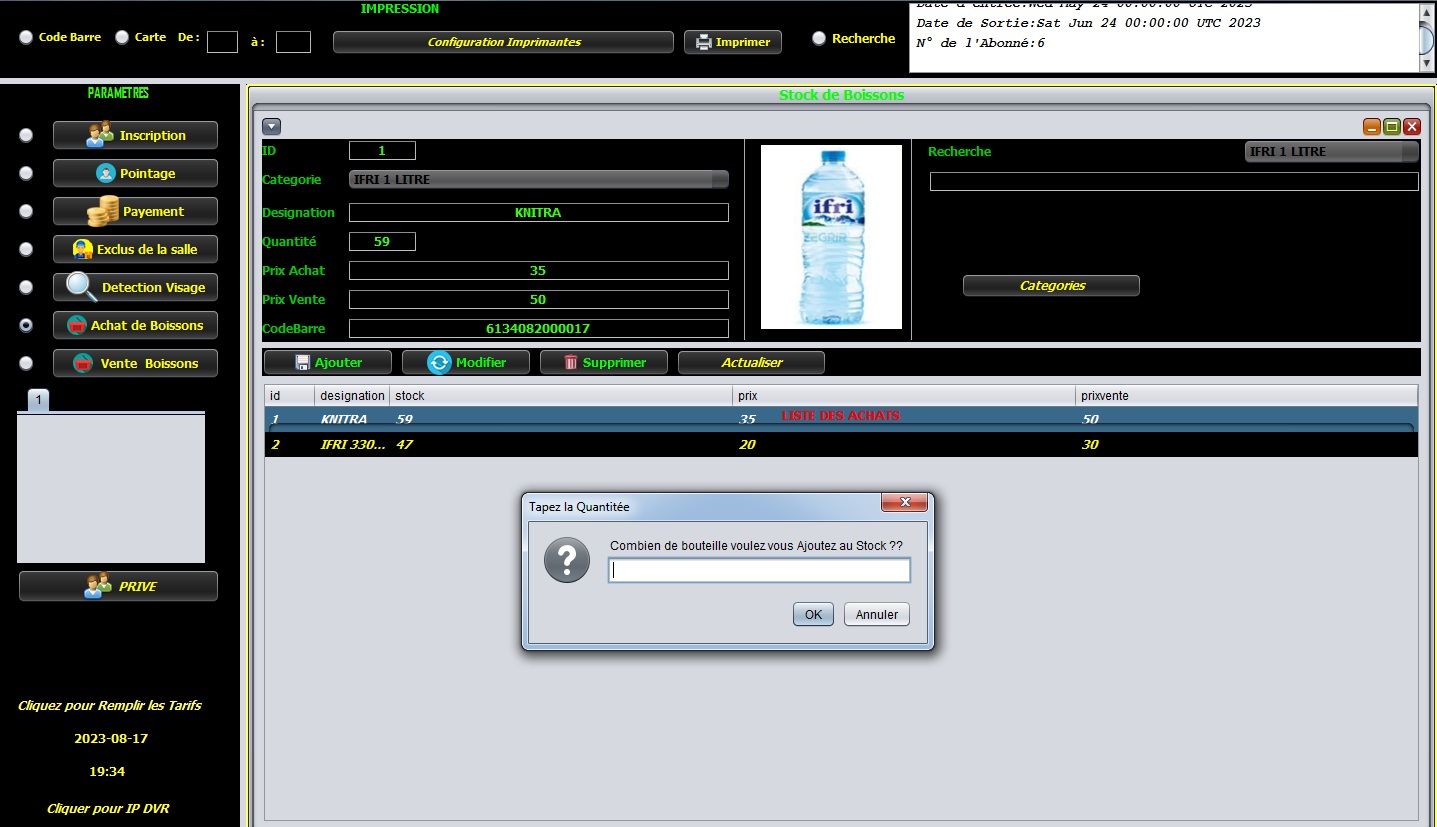 IMPRESSION
Code Barre Carte De : à : Configuration Imprimantes Imprimer Recherche
Date d'entrée:Wed May 24 00:00:00 UTC 2023
Date de Sortie:Sat Jun 24 00:00:00 UTC 2023
N° de l'Abonné:6
PARAMETRES
Inscription
Pointage
Payement
Exclus de la salle
Detection Visage
Achat de Boissons
Vente Boissons
1
PRIVE
Cliquez pour Remplir les Tarifs
2023-08-17
19:34
Cliquer pour IP DVR
Stock de Boissons
ID 1
Categorie IFRI 1 LITRE
Designation KNITRA
Quantité 59
Prix Achat 35
Prix Vente 50
CodeBarre 6134082000017
ifri
Recherche IFRI 1 LITRE
Categories
Ajouter Modifier Supprimer Actualiser
id designation stock prix prixvente
1 KNITRA 59 35 LISTE DES ACHATS 50
2 IFRI 330... 47 20 30
Tapez la Quantitée
Combien de bouteille voulez vous Ajoutez au Stock ??
OK Annuler